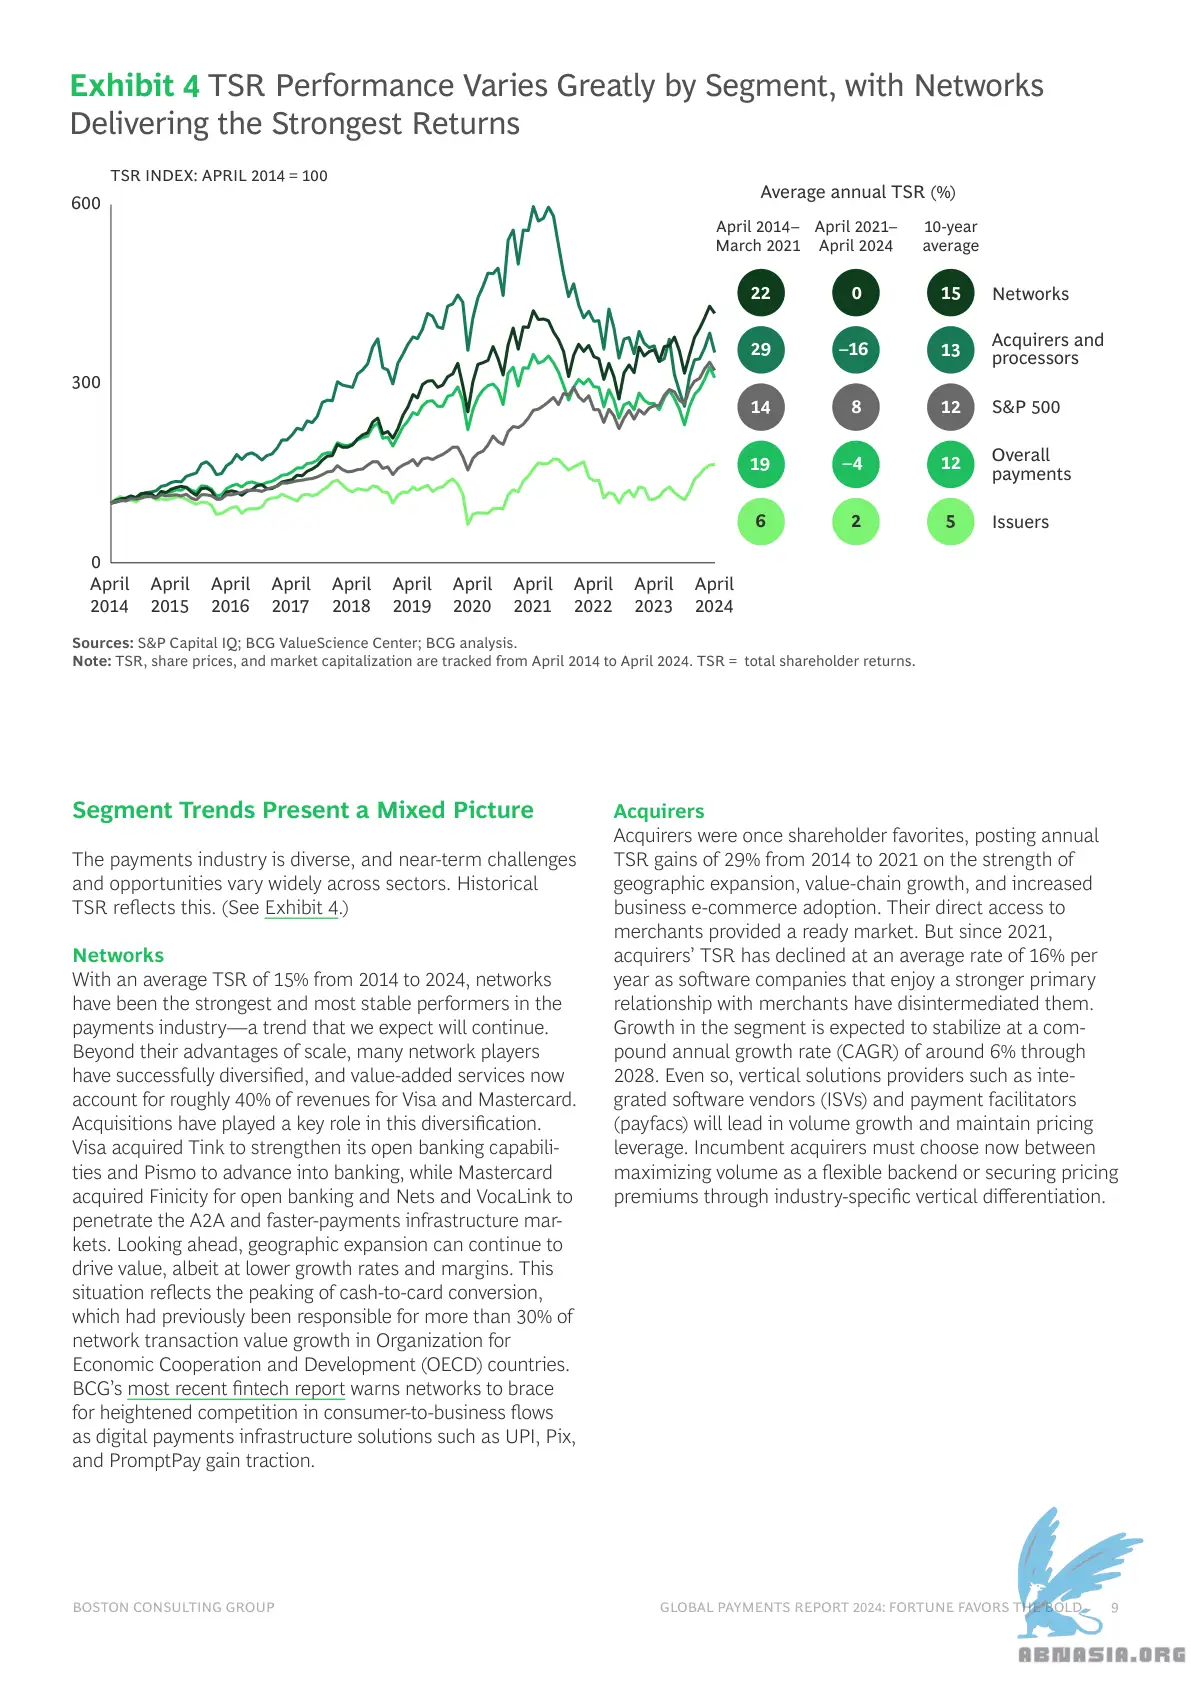 Exhibit 4 TSR Performance Varies Greatly by Segment, with Networks
Delivering the Strongest Returns
TSR INDEX: APRIL 2014 = 100
600
300
0
April 2014
April 2015
April 2016
April 2017
April 2018
April 2019
April 2020
April 2021
April 2022
April 2023
April 2024
Average annual TSR (%)
April 2014–March 2021
April 2021–April 2024
10-year average
22 0 15 Networks
29 –16 13 Acquirers and processors
14 8 12 S&P 500
19 –4 12 Overall payments
6 2 5 Issuers
Sources: S&P Capital IQ; BCG ValueScience Center; BCG analysis.
Note: TSR, share prices, and market capitalization are tracked from April 2014 to April 2024. TSR = total shareholder returns.
Segment Trends Present a Mixed Picture
The payments industry is diverse, and near-term challenges
and opportunities vary widely across sectors. Historical
TSR reflects this. (See Exhibit 4.)
Networks
With an average TSR of 15% from 2014 to 2024, networks
have been the strongest and most stable performers in the
payments industry—a trend that we expect will continue.
Beyond their advantages of scale, many network players
have successfully diversified, and value-added services now
account for roughly 40% of revenues for Visa and Mastercard.
Acquisitions have played a key role in this diversification.
Visa acquired Tink to strengthen its open banking capabili-
ties and Pismo to advance into banking, while Mastercard
acquired Finicity for open banking and Nets and VocaLink to
penetrate the A2A and faster-payments infrastructure mar-
kets. Looking ahead, geographic expansion can continue to
drive value, albeit at lower growth rates and margins. This
situation reflects the peaking of cash-to-card conversion,
which had previously been responsible for more than 30% of
network transaction value growth in Organization for
Economic Cooperation and Development (OECD) countries.
BCG’s most recent fintech report warns networks to brace
for heightened competition in consumer-to-business flows
as digital payments infrastructure solutions such as UPI, Pix,
and PromptPay gain traction.
Acquirers
Acquirers were once shareholder favorites, posting annual
TSR gains of 29% from 2014 to 2021 on the strength of
geographic expansion, value-chain growth, and increased
business e-commerce adoption. Their direct access to
merchants provided a ready market. But since 2021,
acquirers’ TSR has declined at an average rate of 16% per
year as software companies that enjoy a stronger primary
relationship with merchants have disintermediated them.
Growth in the segment is expected to stabilize at a com-
pound annual growth rate (CAGR) of around 6% through
2028. Even so, vertical solutions providers such as inte-
grated software vendors (ISVs) and payment facilitators
(payfacs) will lead in volume growth and maintain pricing
leverage. Incumbent acquirers must choose now between
maximizing volume as a flexible backend or securing pricing
premiums through industry-specific vertical differentiation.
BOSTON CONSULTING GROUP
GLOBAL PAYMENTS REPORT 2024: FORTUNE FAVORS THE BOLD 9
ABNASIA.ORG